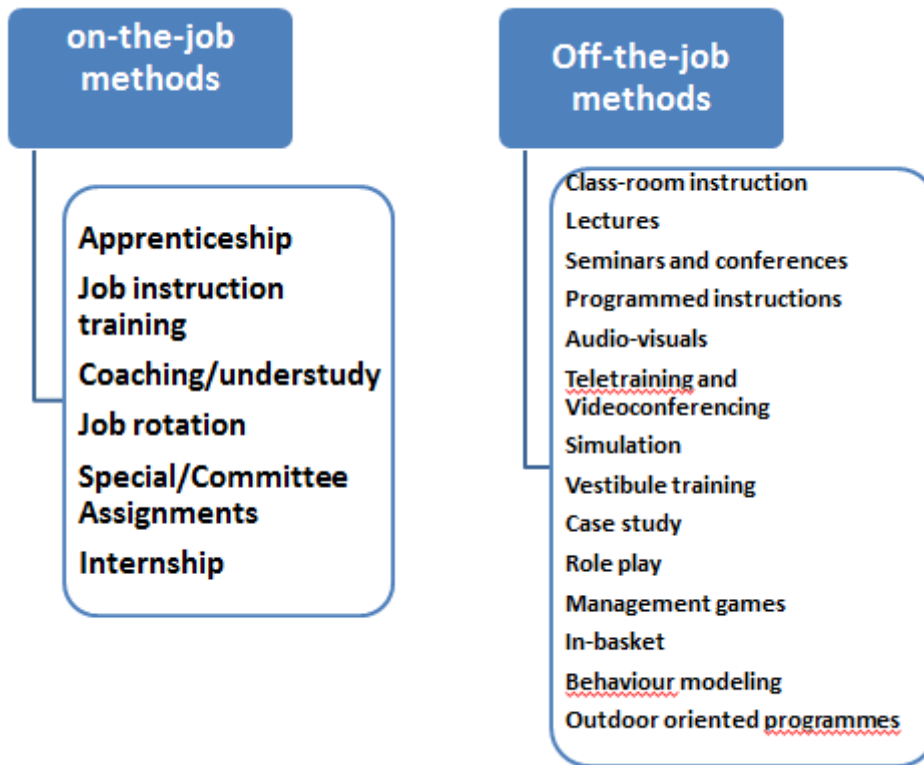 on-the-job
methods
Apprenticeship
Job instruction
training
Coaching/understudy
Job rotation
Special/Committee
Assignments
Internship
Off-the-job
methods
Class-room instruction
Lectures
Seminars and conferences
Programmed instructions
Audio-visuals
Teletraining and
Videoconferencing
Simulation
Vestibule training
Case study
Role play
Management games
In-basket
Behaviour modeling
Outdoor oriented programmes